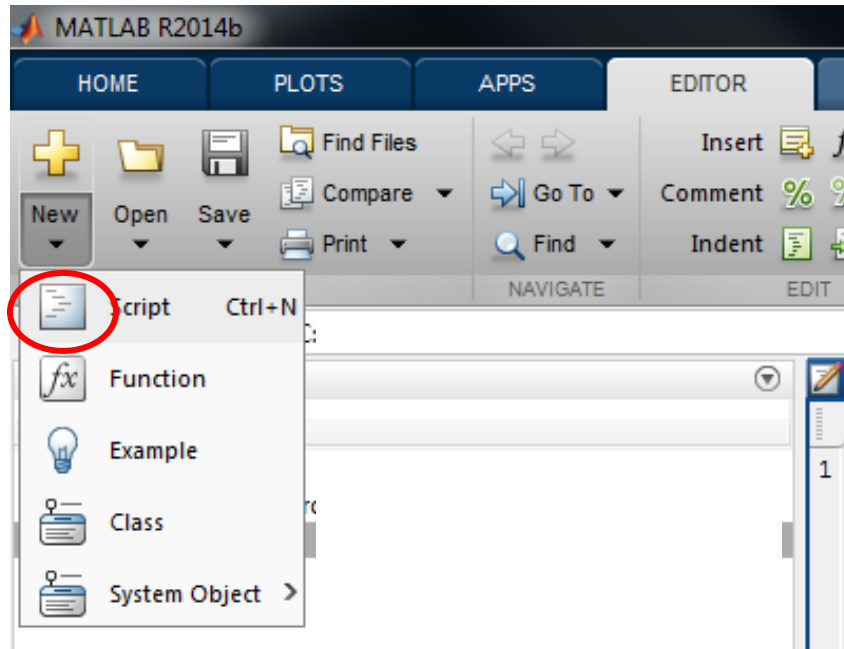 MATLAB R2014b
HOME PLOTS APPS EDITOR
Find Files Insert
New Open Save Compare Go To Comment %
Print Find Indent
NAVIGATE EDIT
Script Ctrl+N
fx Function
Example
1
Class
System Object